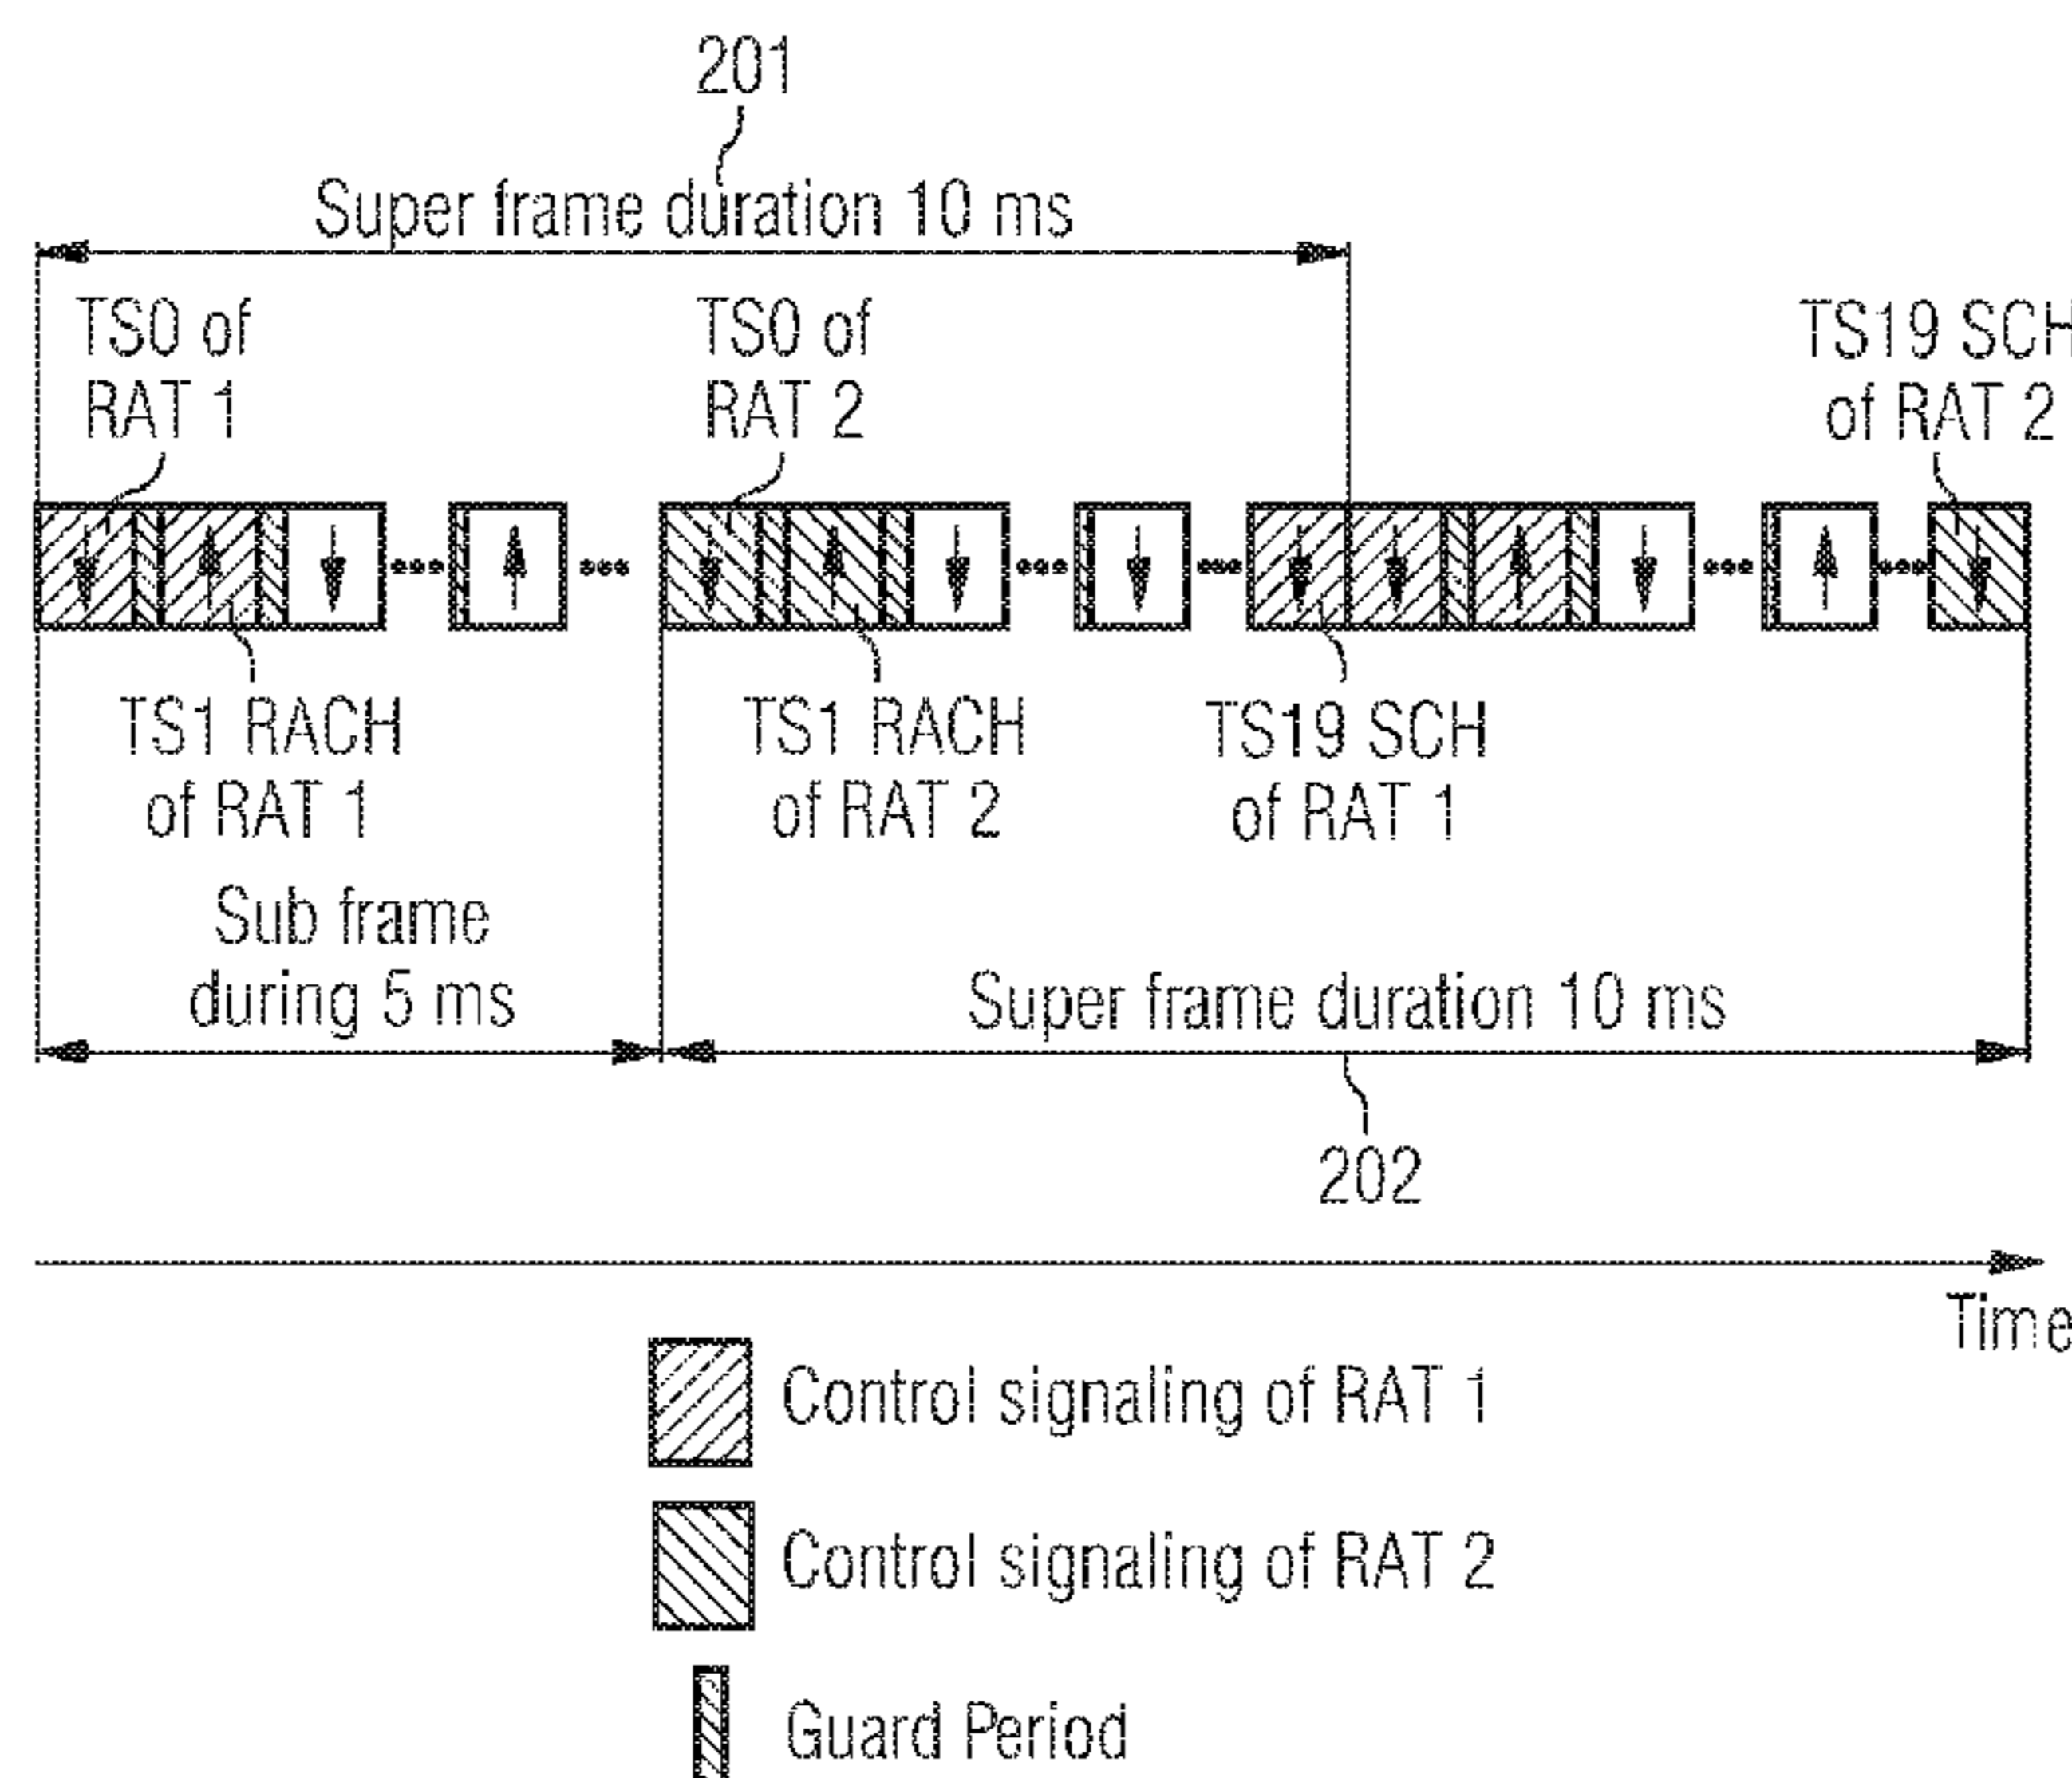 201
Super frame duration 10 ms
TS0 of
RAT 1
TS0 of
RAT 2
TS19 SCH
of RAT 2
TS1 RACH
of RAT 1
TS1 RACH
of RAT 2
TS19 SCH
of RAT 1
Sub frame
during 5 ms
Super frame duration 10 ms
202
Time
Control signaling of RAT 1
Control signaling of RAT 2
Guard Period